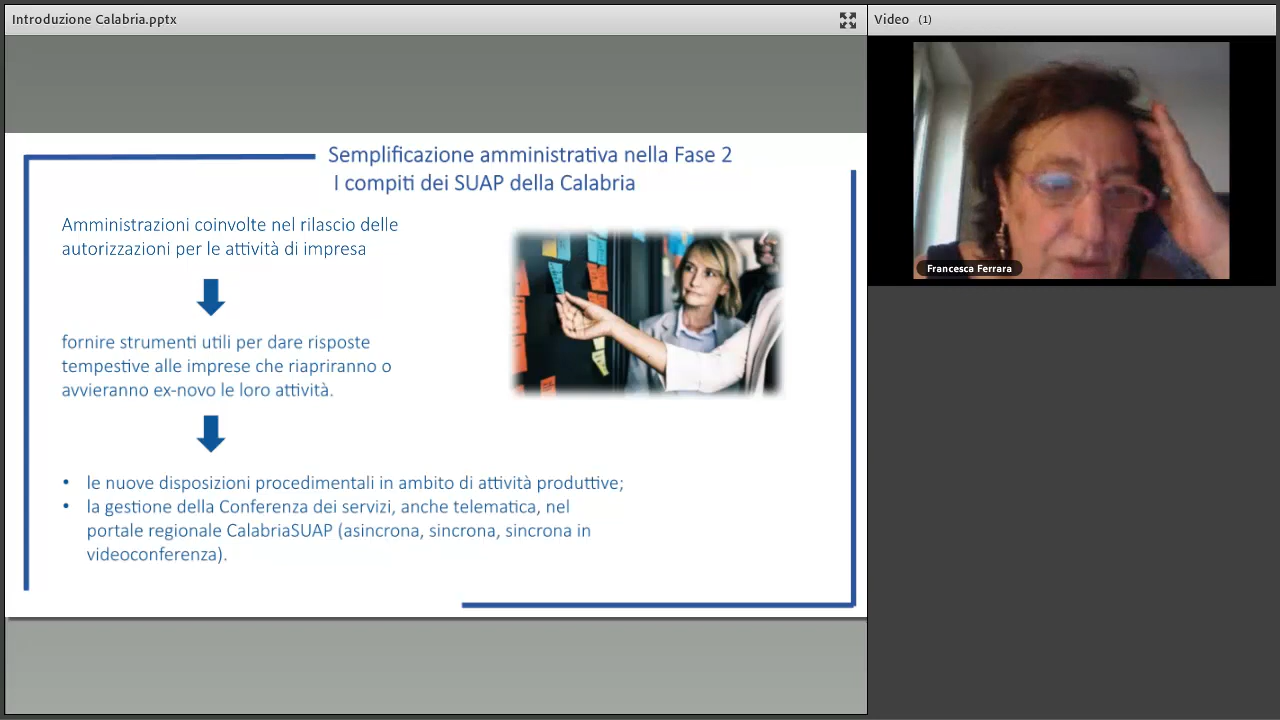 Introduzione Calabria.pptx
Video (1)
Semplificazione amministrativa nella Fase 2
I compiti dei SUAP della Calabria
Amministrazioni coinvolte nel rilascio delle
autorizzazioni per le attività di impresa
fornire strumenti utili per dare risposte
tempestive alle imprese che riapriranno o
avvieranno ex-novo le loro attività.
• le nuove disposizioni procedimentali in ambito di attività produttive;
• la gestione della Conferenza dei servizi, anche telematica, nel
portale regionale CalabriaSUAP (asincrona, sincrona, sincrona in
videoconferenza).
Francesca Ferrara